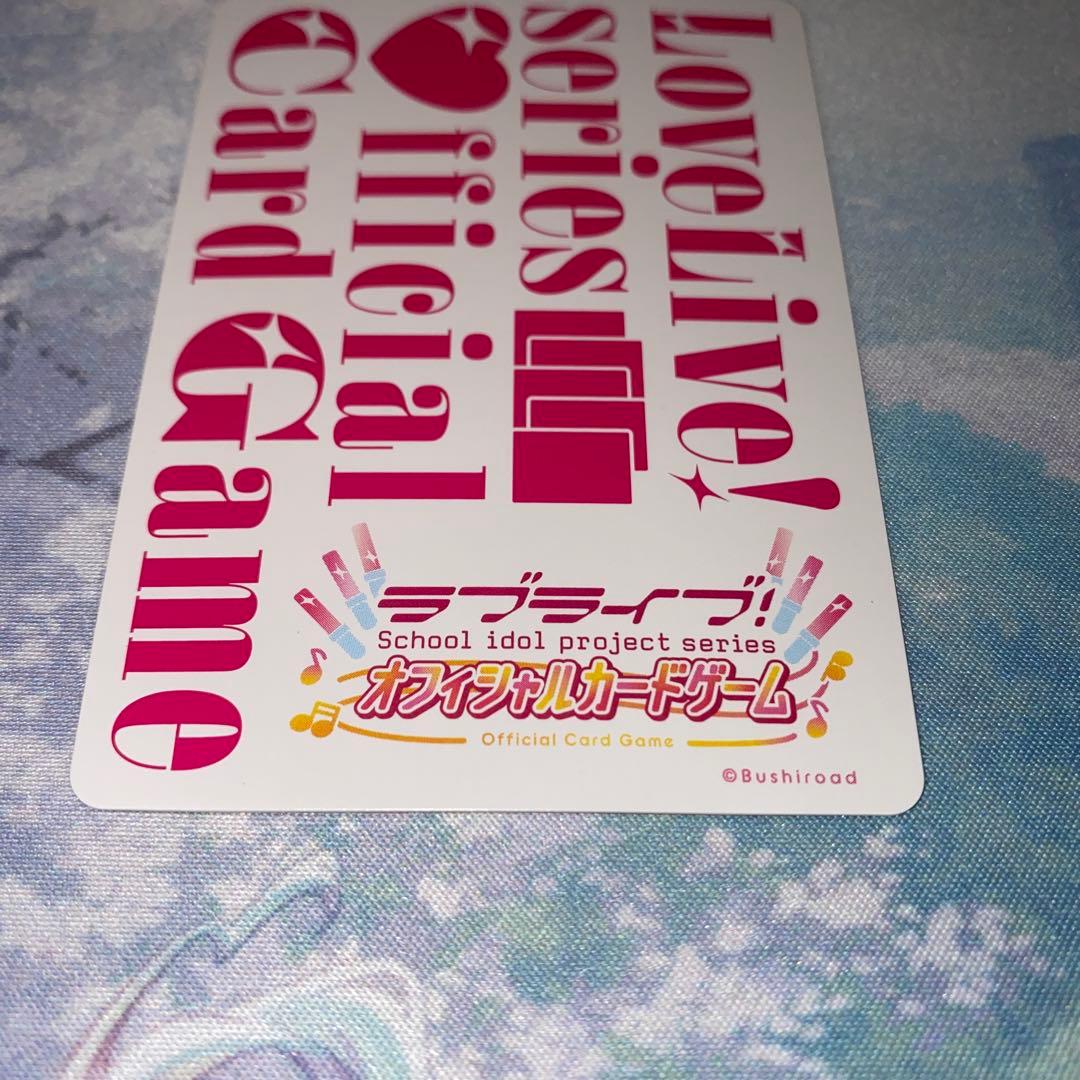 LoveLive!
series
Official
Card Game
ラブライブ!
School idol project series
オフィシャルカードゲーム
Official Card Game
©Bushiroad